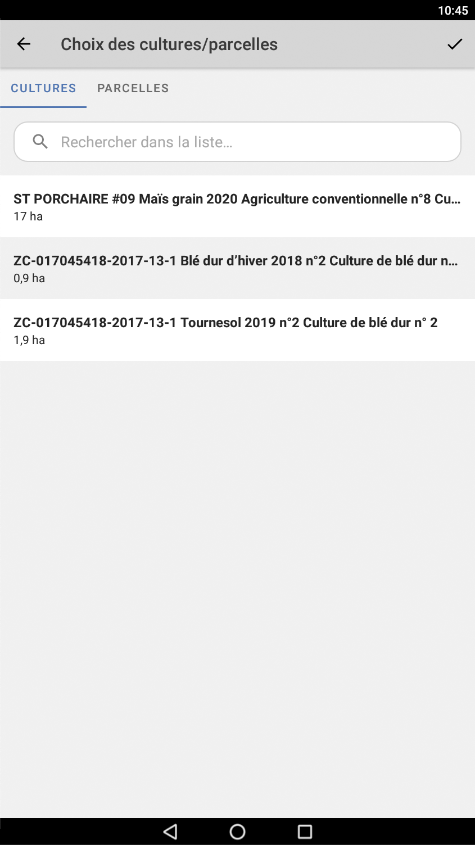 10:45
Choix des cultures/parcelles
CULTURES PARCELLES
Rechercher dans la liste...
ST PORCHAIRE #09 Maïs grain 2020 Agriculture conventionnelle n°8 Cu...
17 ha
ZC-017045418-2017-13-1 Blé dur d'hiver 2018 n°2 Culture de blé dur n...
0,9 ha
ZC-017045418-2017-13-1 Tournesol 2019 n°2 Culture de blé dur n° 2
1,9 ha